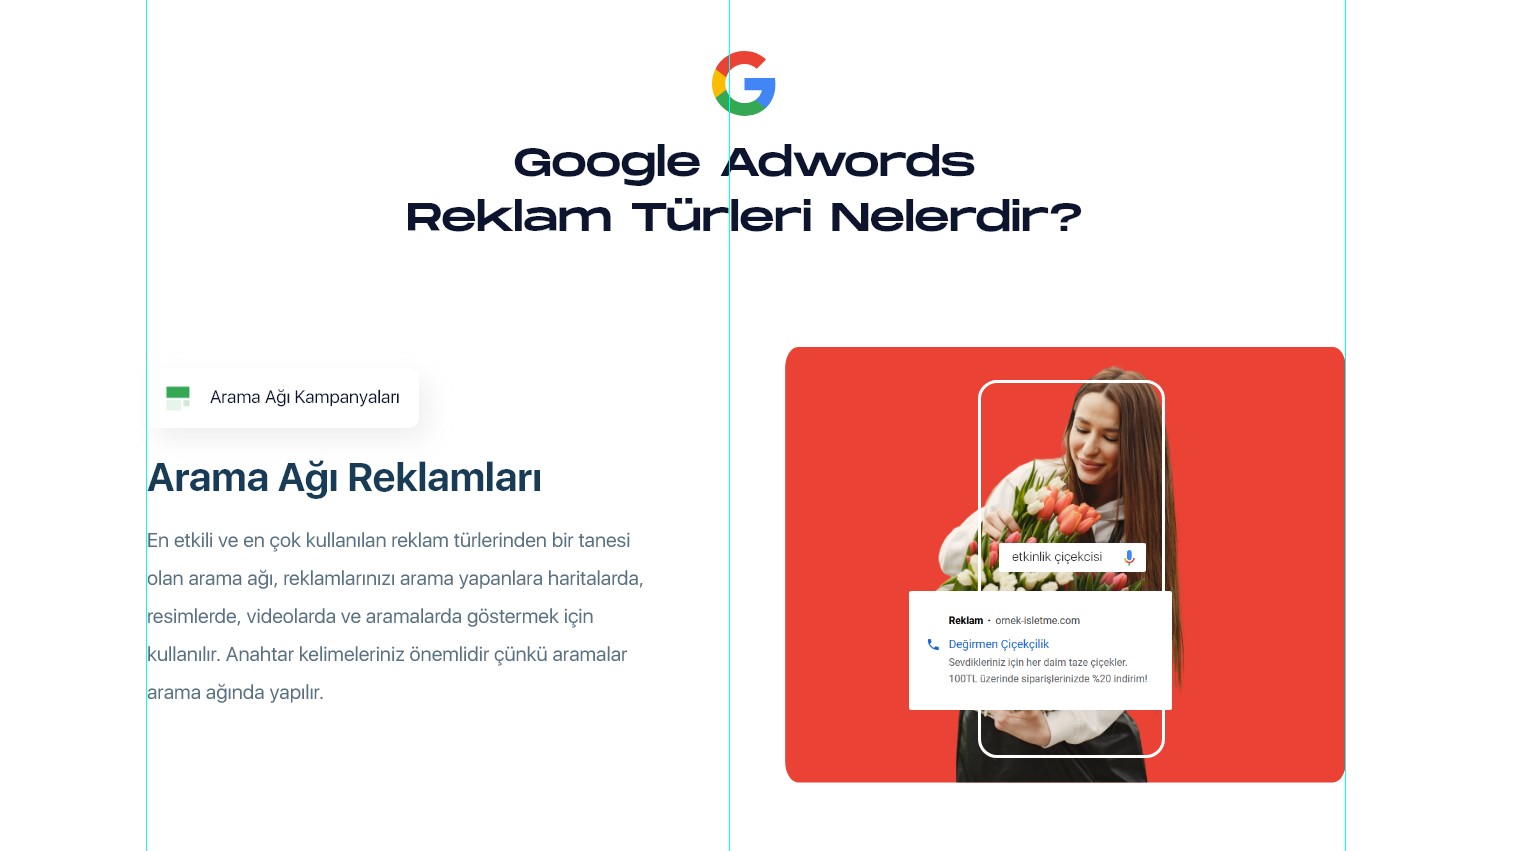 Google Adwords
Reklam Türleri Nelerdir?
Arama Ağı Kampanyaları
Arama Ağı Reklamları
En etkili ve en çok kullanılan reklam türlerinden bir tanesi
olan arama ağı, reklamlarınızı arama yapanlara haritalarda,
resimlerde, videolarda ve aramalarda göstermek için
kullanılır. Anahtar kelimeleriniz önemlidir çünkü aramalar
arama ağında yapılır.
etkinlik çiçekcisi
Reklam · ornek-isletme.com
Değirmen Çiçekçilik
Sevdikleriniz için her daim taze çiçekler.
100TL üzerinde siparişlerinizde %20 indirim!